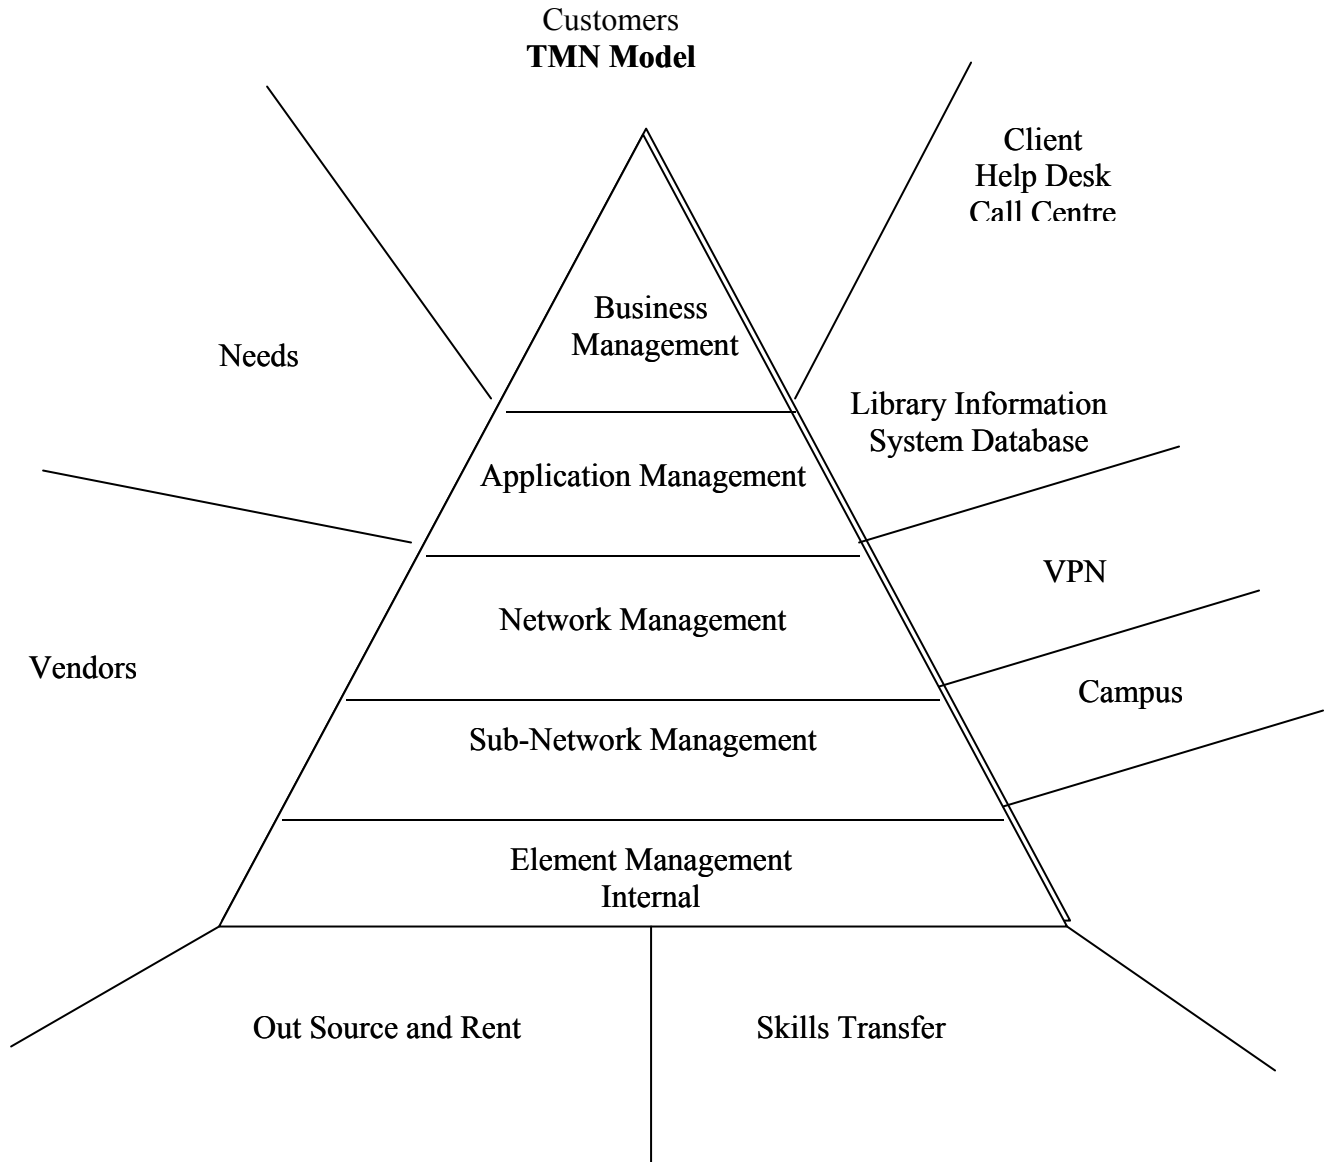 Customers
TMN Model
Client
Help Desk
Call Centre
Business
Management
Needs
Library Information
System Database
Application Management
VPN
Network Management
Vendors
Campus
Sub-Network Management
Element Management
Internal
Out Source and Rent
Skills Transfer